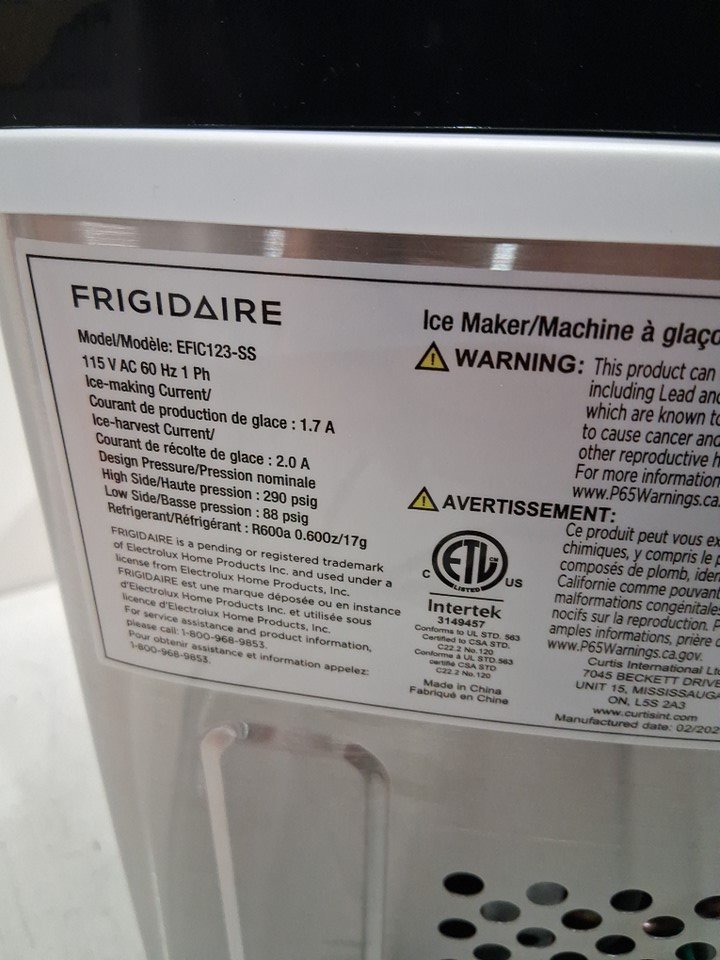 FRIGIDAIRE
Model/Modèle: EFIC123-SS
115 V AC 60 Hz 1 Ph
Ice-making Current/
Courant de production de glace : 1.7 A
Ice-harvest Current/
Courant de récolte de glace : 2.0 A
Design Pressure/Pression nominale
High Side/Haute pression : 290 psig
Low Side/Basse pression : 88 psig
Refrigerant/Réfrigérant : R600a 0.600z/17g
FRIGIDAIRE is a pending or registered trademark
of Electrolux Home Products Inc. and used under a
license from Electrolux Home Products, Inc.
FRIGIDAIRE est une marque déposée ou en instance
d'Electrolux Home Products Inc. et utilisée sous
licence d'Electrolux Home Products, Inc.
For service assistance and product information,
please call: 1-800-968-9853.
Pour obtenir assistance et information appelez:
1-800-968-9853.
Ice Maker/Machine à glaço
WARNING: This product can
including Lead and
which are known to
to cause cancer and
other reproductive h
For more information
www.P65Warnings.ca.
AVERTISSEMENT:
Ce produit peut vous ex
chimiques, y compris le p
composés de plomb, iden
Californie comme pouvant
malformations congénitale
nocifs sur la reproduction. P
amples informations, prière d
www.P65Warnings.ca.gov.
C ETL US
LISTED
Intertek
3149457
Conforms to UL STD. 563
Certified to CSA STD.
C22.2 No.120
Conforme à UL STD.563
certifié CSA STD
C22.2 No.120
Made in China
Fabriqué en Chine
Curtis International Ltd
7045 BECKETT DRIVE
UNIT 15, MISSISSAUGA
ON, L5S 2A3
www.curtisint.com
Manufactured date: 02/202